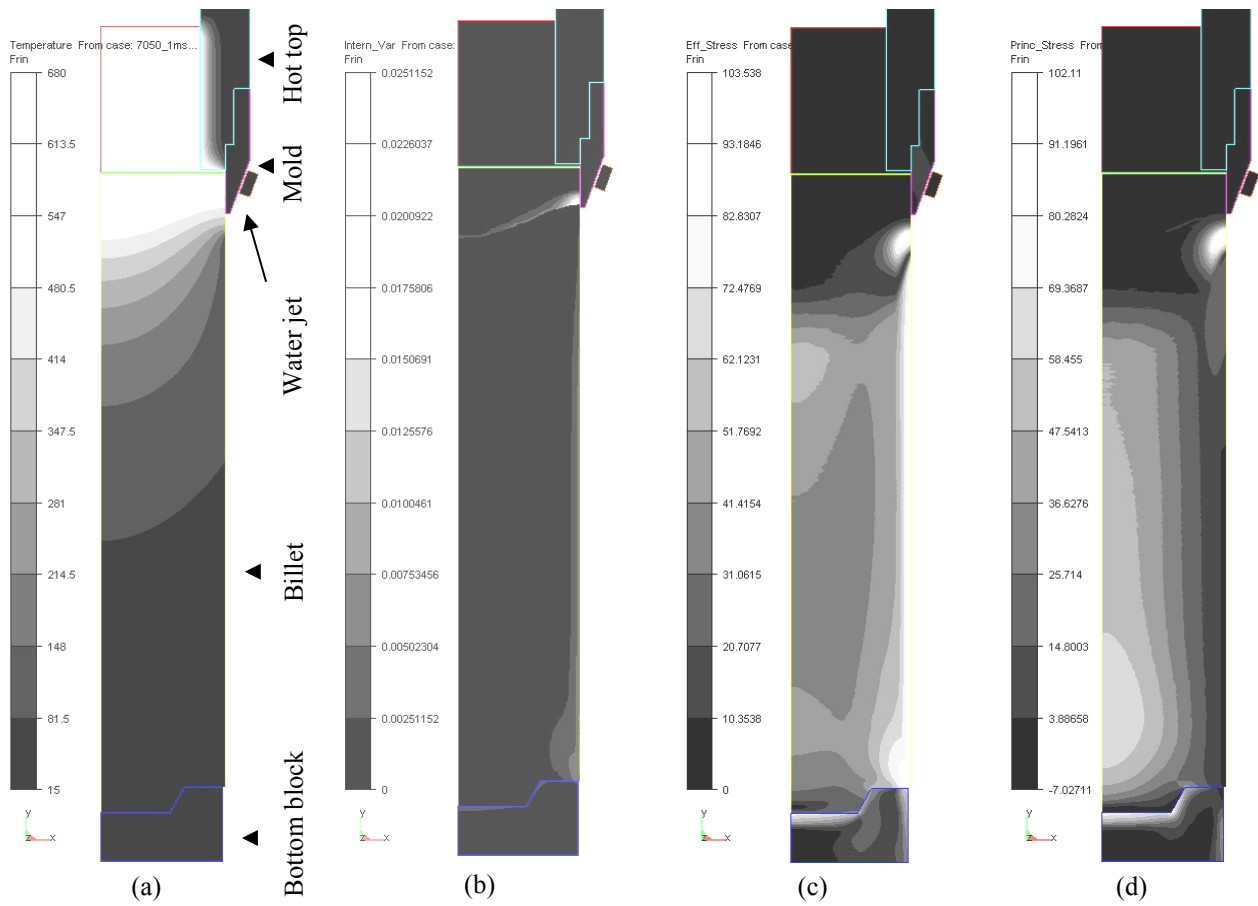 Temperature From case: 7050_1ms...
Frin
680
613.5
547
480.5
414
347.5
281
214.5
148
81.5
15
y
z
x
Hot top
Mold
Water jet
Billet
Bottom block
(a)
Intern_Var From case:
Frin
0.0251152
0.0226037
0.0200922
0.0175806
0.0150691
0.0125576
0.0100461
0.00753456
0.00502304
0.00251152
0
y
z
x
(b)
Eff_Stress From case
Frin
103.538
93.1846
82.8307
72.4769
62.1231
51.7692
41.4154
31.0615
20.7077
10.3538
0
y
z
x
(c)
Princ_Stress Fro
Frin
102.11
91.1961
80.2824
69.3687
58.455
47.5413
36.6276
25.714
14.8003
3.88658
-7.02711
y
z
x
(d)